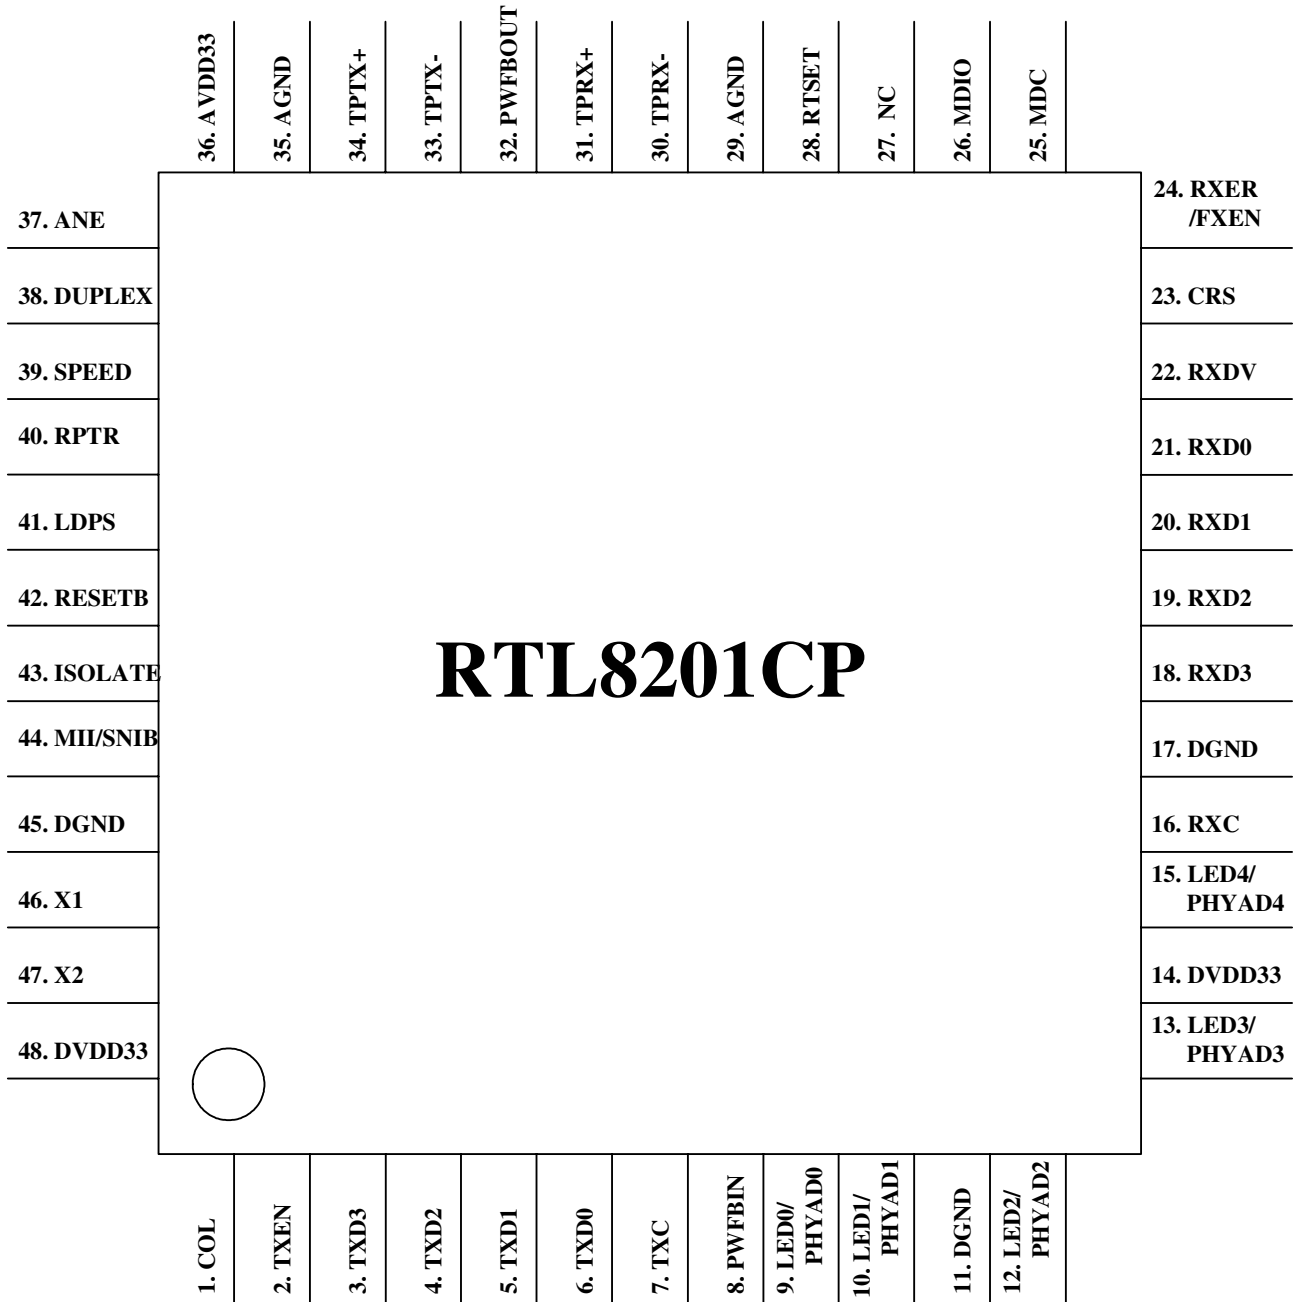 36. AVDD33
35. AGND
34. TPTX+
33. TPTX-
32. PWFBOUT
31. TPRX+
30. TPRX-
29. AGND
28. RTSET
27. NC
26. MDIO
25. MDC
37. ANE
38. DUPLEX
39. SPEED
40. RPTR
41. LDPS
42. RESETB
43. ISOLATE
44. MII/SNIB
45. DGND
46. X1
47. X2
48. DVDD33
RTL8201CP
24. RXER
/FXEN
23. CRS
22. RXDV
21. RXD0
20. RXD1
19. RXD2
18. RXD3
17. DGND
16. RXC
15. LED4/
PHYAD4
14. DVDD33
13. LED3/
PHYAD3
1. COL
2. TXEN
3. TXD3
4. TXD2
5. TXD1
6. TXD0
7. TXC
8. PWFBIN
9. LED0/
PHYAD0
10. LED1/
PHYAD1
11. DGND
12. LED2/
PHYAD2